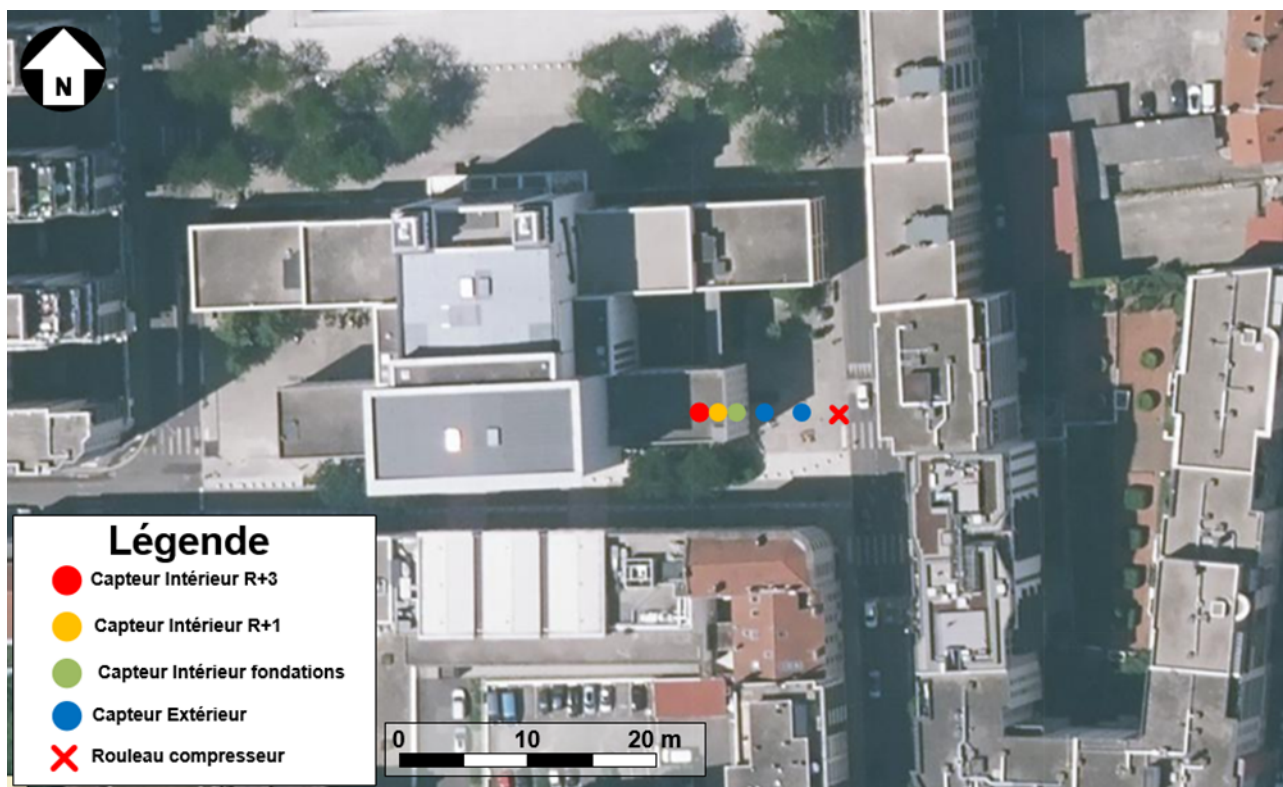 N
Légende
Capteur Intérieur R+3
Capteur Intérieur R+1
Capteur Intérieur fondations
Capteur Extérieur
Rouleau compresseur
0 10 20 m